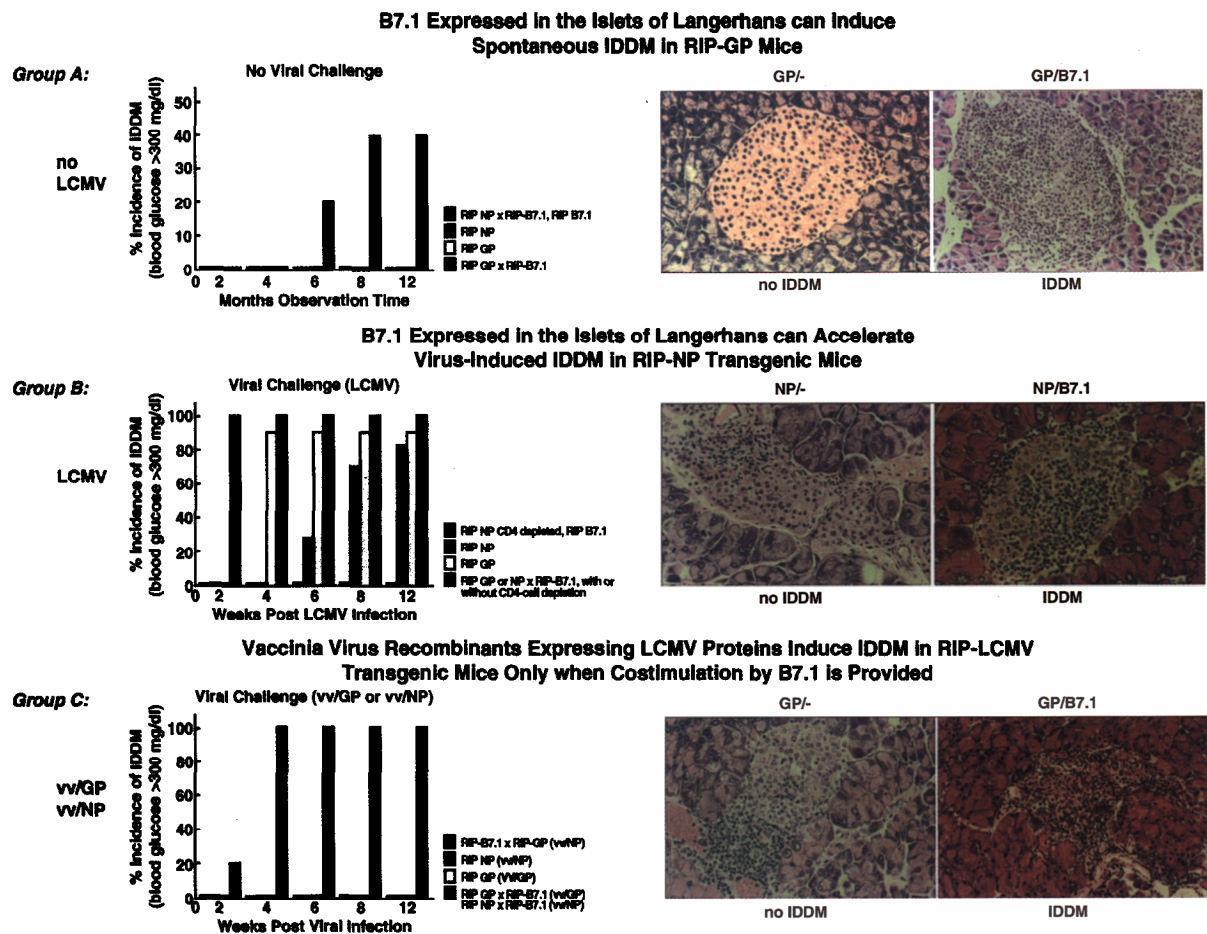 B7.1 Expressed in the Islets of Langerhans can Induce
Spontaneous IDDM in RIP-GP Mice
Group A:
No Viral Challenge
no
LCMV
% Incidence of IDDM
(blood glucose >300 mg/dl)
50
40
30
20
10
0
0 2 4 6 8 12
Months Observation Time
RIP NP x RIP-B7.1, RIP B7.1
RIP NP
RIP GP
RIP GP x RIP-B7.1
GP/-
GP/B7.1
no IDDM
IDDM
B7.1 Expressed in the Islets of Langerhans can Accelerate
Virus-Induced IDDM in RIP-NP Transgenic Mice
Group B:
Viral Challenge (LCMV)
LCMV
% Incidence of IDDM
(blood glucose >300 mg/dl)
100
80
60
40
20
0
0 2 4 6 8 12
Weeks Post LCMV Infection
RIP NP CD4 depleted, RIP B7.1
RIP NP
RIP GP
RIP GP or NP x RIP-B7.1, with or
without CD4-cell depletion
NP/-
NP/B7.1
no IDDM
IDDM
Vaccinia Virus Recombinants Expressing LCMV Proteins Induce IDDM in RIP-LCMV
Transgenic Mice Only when Costimulation by B7.1 is Provided
Group C:
Viral Challenge (vv/GP or vv/NP)
vv/GP
vv/NP
% Incidence of IDDM
(blood glucose >300 mg/dl)
100
80
60
40
20
0
0 2 4 6 8 12
Weeks Post Viral Infection
RIP-B7.1 x RIP-GP (vv/NP)
RIP NP (vv/NP)
RIP GP (VV/GP)
RIP GP x RIP-B7.1 (vv/GP)
RIP NP x RIP-B7.1 (vv/NP)
GP/-
GP/B7.1
no IDDM
IDDM